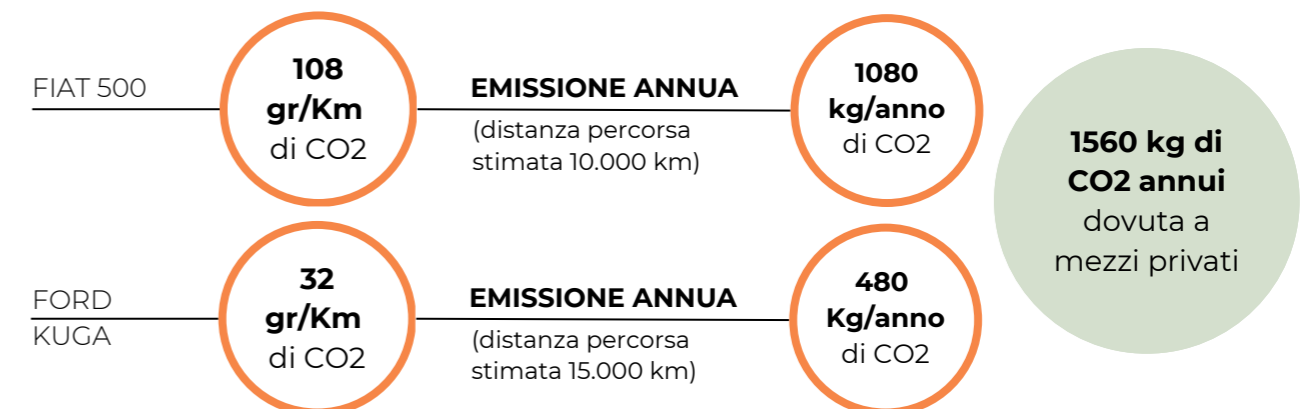 FIAT 500
108
gr/Km
di CO2
EMISSIONE ANNUA
(distanza percorsa
stimata 10.000 km)
1080
kg/anno
di CO2
FORD
KUGA
32
gr/Km
di CO2
EMISSIONE ANNUA
(distanza percorsa
stimata 15.000 km)
480
Kg/anno
di CO2
1560 kg di
CO2 annui
dovuta a
mezzi privati